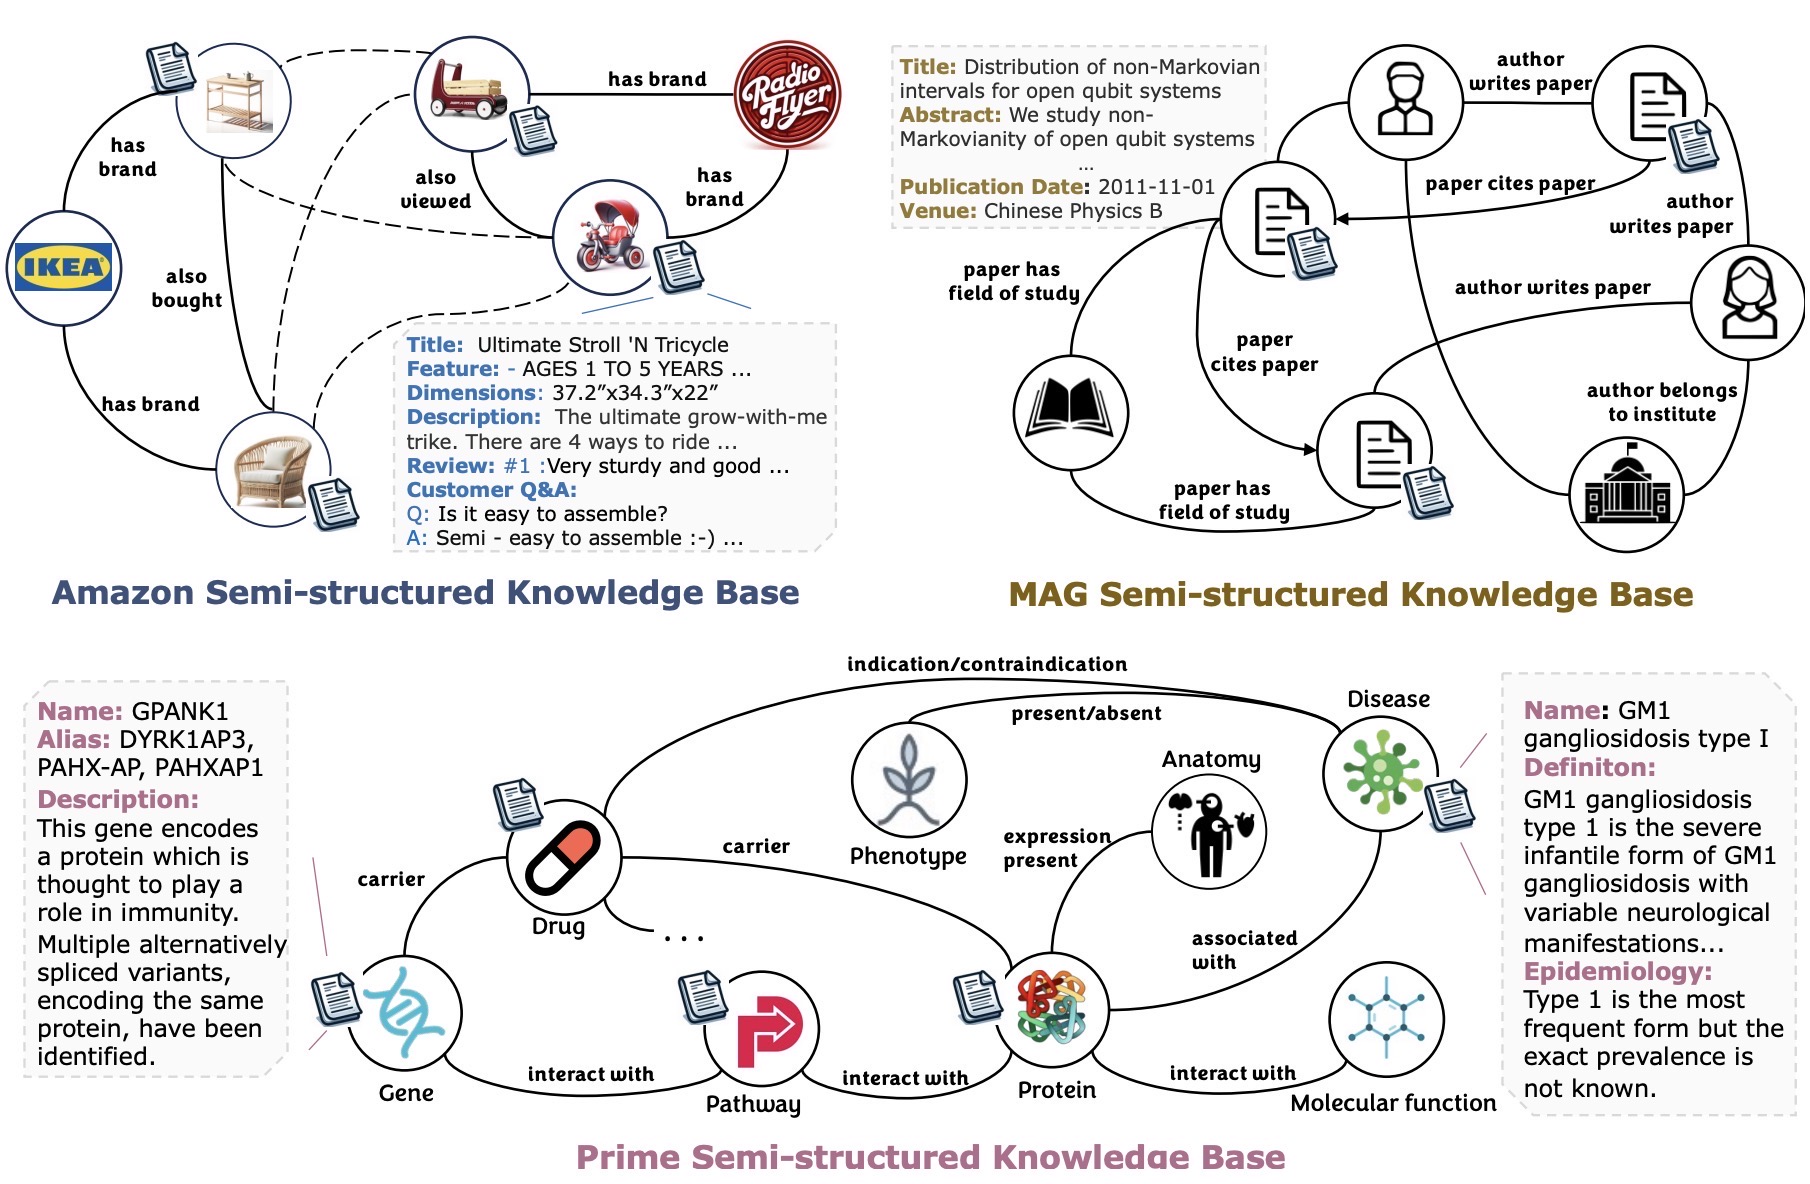 has brand
has
brand
Radio
Flyer
also
viewed
has
brand
IKEA
also
bought
has brand
Title: Ultimate Stroll 'N Tricycle
Feature: - AGES 1 TO 5 YEARS ...
Dimensions: 37.2”x34.3”x22”
Description: The ultimate grow-with-me
trike. There are 4 ways to ride ...
Review: #1 :Very sturdy and good ...
Customer Q&A:
Q: Is it easy to assemble?
A: Semi - easy to assemble :-) ...
Amazon Semi-structured Knowledge Base
Title: Distribution of non-Markovian
intervals for open qubit systems
Abstract: We study non-
Markovianity of open qubit systems
...
Publication Date: 2011-11-01
Venue: Chinese Physics B
author
writes paper
paper cites paper
author
writes paper
paper has
field of study
author writes paper
paper
cites paper
author belongs
to institute
paper has
field of study
MAG Semi-structured Knowledge Base
Name: GPANK1
Alias: DYRK1AP3,
PAHX-AP, PAHXAP1
Description:
This gene encodes
a protein which is
thought to play a
role in immunity.
Multiple alternatively
spliced variants,
encoding the same
protein, have been
identified.
indication/contraindication
present/absent
Disease
Anatomy
Phenotype
expression
present
carrier
carrier
Drug
...
associated
with
Gene
interact with
Pathway
interact with
Protein
interact with
Molecular function
Name: GM1
gangliosidosis type I
Definiton:
GM1 gangliosidosis
type 1 is the severe
infantile form of GM1
gangliosidosis with
variable neurological
manifestations...
Epidemiology:
Type 1 is the most
frequent form but the
exact prevalence is
not known.
Prime Semi-structured Knowledge Base